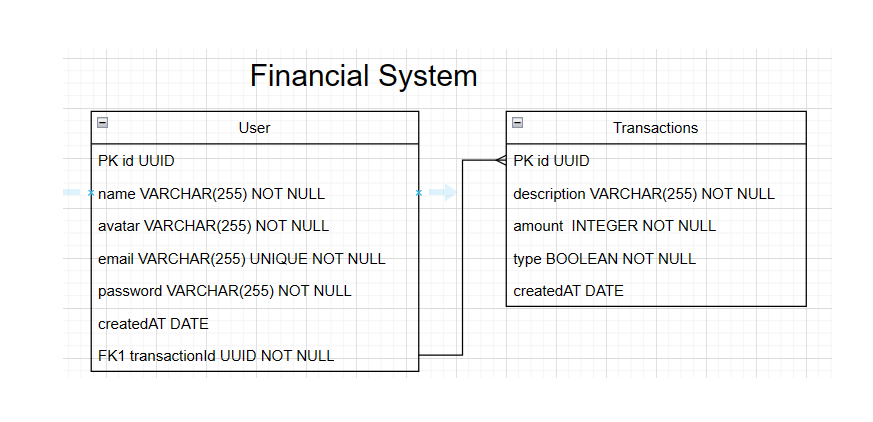 Financial System
User
PK id UUID
name VARCHAR(255) NOT NULL
avatar VARCHAR(255) NOT NULL
email VARCHAR(255) UNIQUE NOT NULL
password VARCHAR(255) NOT NULL
createdAT DATE
FK1 transactionId UUID NOT NULL
Transactions
PK id UUID
description VARCHAR(255) NOT NULL
amount  INTEGER NOT NULL
type BOOLEAN NOT NULL
createdAT DATE